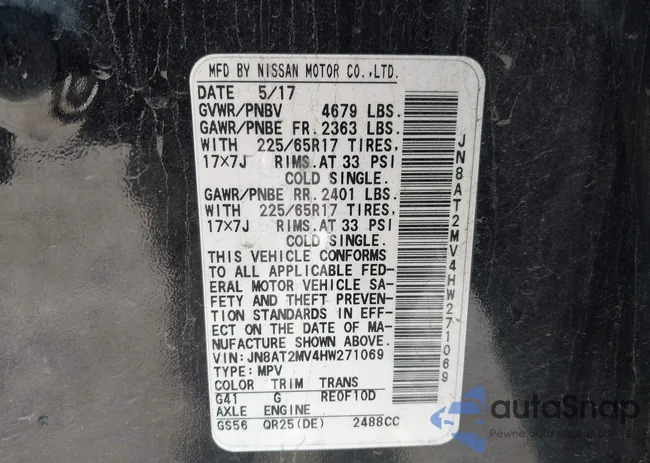 MFD BY NISSAN MOTOR CO.,LTD.
DATE 5/17
GVWR/PNBV 4679 LBS.
GAWR/PNBE FR. 2363 LBS.
WITH 225/65R17 TIRES,
17×7J RIMS.AT 33 PSI
COLD SINGLE.
GAWR/PNBE RR. 2401 LBS.
WITH 225/65R17 TIRES,
17×7J RIMS.AT 33 PSI
COLD SINGLE.
THIS VEHICLE CONFORMS
TO ALL APPLICABLE FED-
ERAL MOTOR VEHICLE SA-
FETY AND THEFT PREVEN-
TION STANDARDS IN EFF-
ECT ON THE DATE OF MA-
NUFACTURE SHOWN ABOVE.
VIN: JN8AT2MV4HW271069
TYPE: MPV
COLOR TRIM TRANS
G41 G RE0F10D
AXLE ENGINE
GS56 QR25(DE) 2488CC
JN8AT2MV4HW271069
autoSnap
Pewne auto z USA